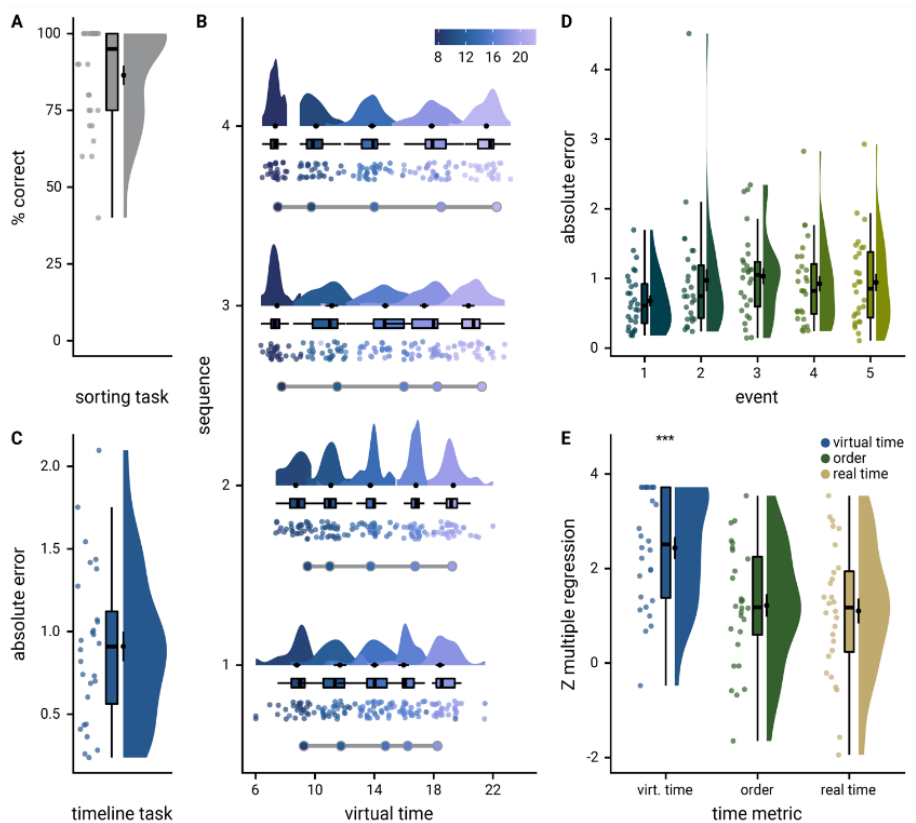 A
100
75
50
25
0
% correct
sorting task
B
8 12 16 20
4
3
2
1
sequence
6 10 14 18 22
virtual time
C
2.0
1.5
1.0
0.5
absolute error
timeline task
D
4
3
2
1
0
absolute error
1 2 3 4 5
event
E
virtual time
order
real time
***
4
2
0
-2
Z multiple regression
virt. time order real time
time metric